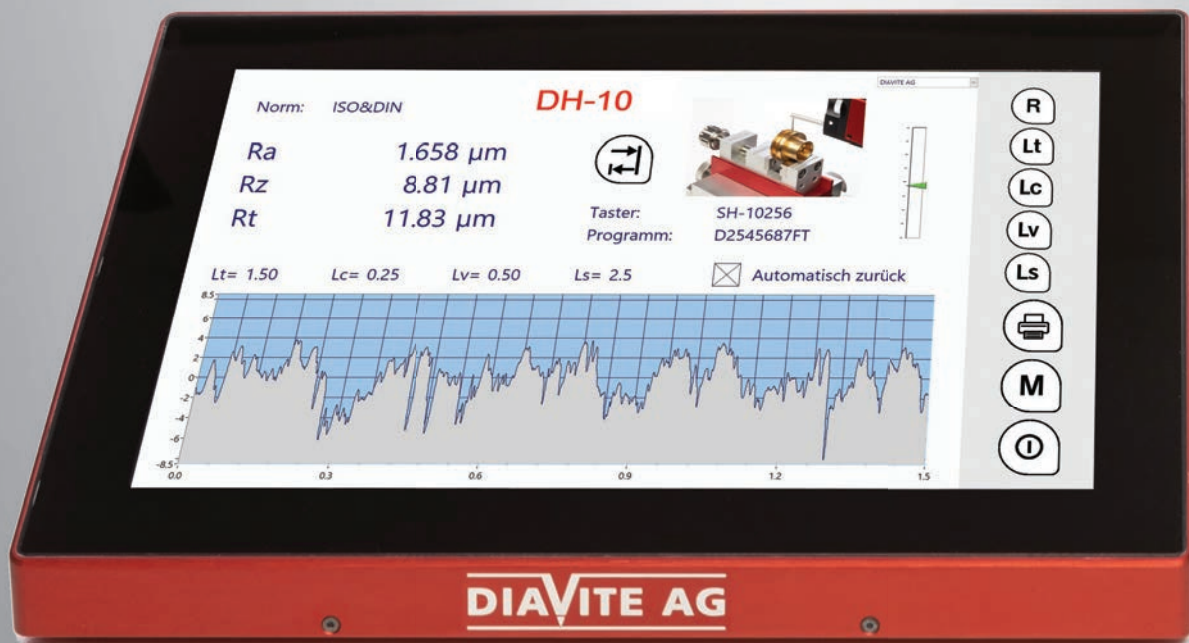 DIAVITE AG
Norm: ISO&DIN DH-10
Ra 1.658 µm
Rz 8.81 µm
Rt 11.83 µm
Taster: SH-10256
Programm: D2545687FT
Lt= 1.50 Lc= 0.25 Lv= 0.50 Ls= 2.5 Automatisch zurück
8.5
6
4
2
0
-2
-4
-6
-8.5
0.0 0.3 0.6 0.9 1.2 1.5
R
Lt
Lc
Lv
Ls
M
DIAVITE AG